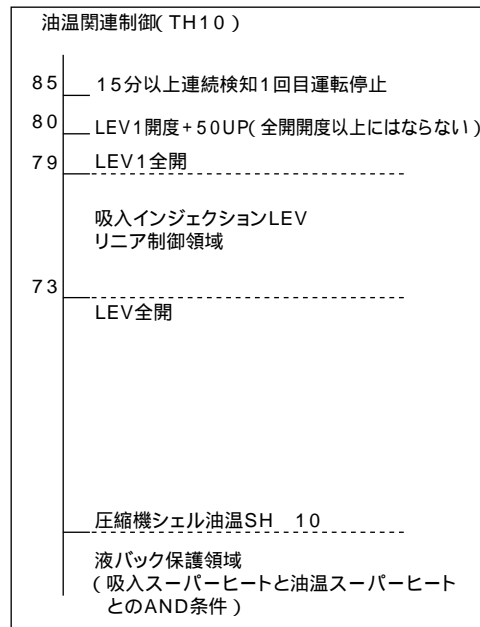 油温関連制御(TH10)
85 15分以上連続検知1回目運転停止
80 LEV1開度+50UP(全開開度以上にはならない)
79 LEV1全開
吸入インジェクションLEV
リニア制御領域
73
LEV全開
圧縮機シェル油温SH 10
液バック保護領域
(吸入スーパーヒートと油温スーパーヒート
とのAND条件)